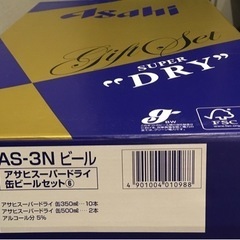 Asahi
Gift Set
SUPER
"DRY"
FSC
AS-3N ビール
アサヒスーパードライ
缶ビールセット⑥
アサヒスーパードライ 缶350ml…10本
アサヒスーパードライ 缶500ml…2本
アルコール分 5%
4901004010988